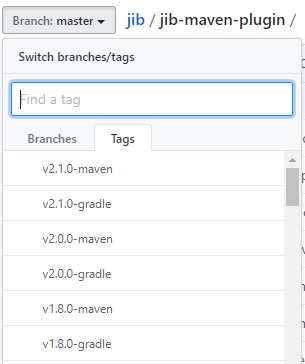 Branch: master jib / jib-maven-plugin /
Switch branches/tags
Find a tag
Branches Tags
v2.1.0-maven
v2.1.0-gradle
v2.0.0-maven
v2.0.0-gradle
v1.8.0-maven
v1.8.0-gradle